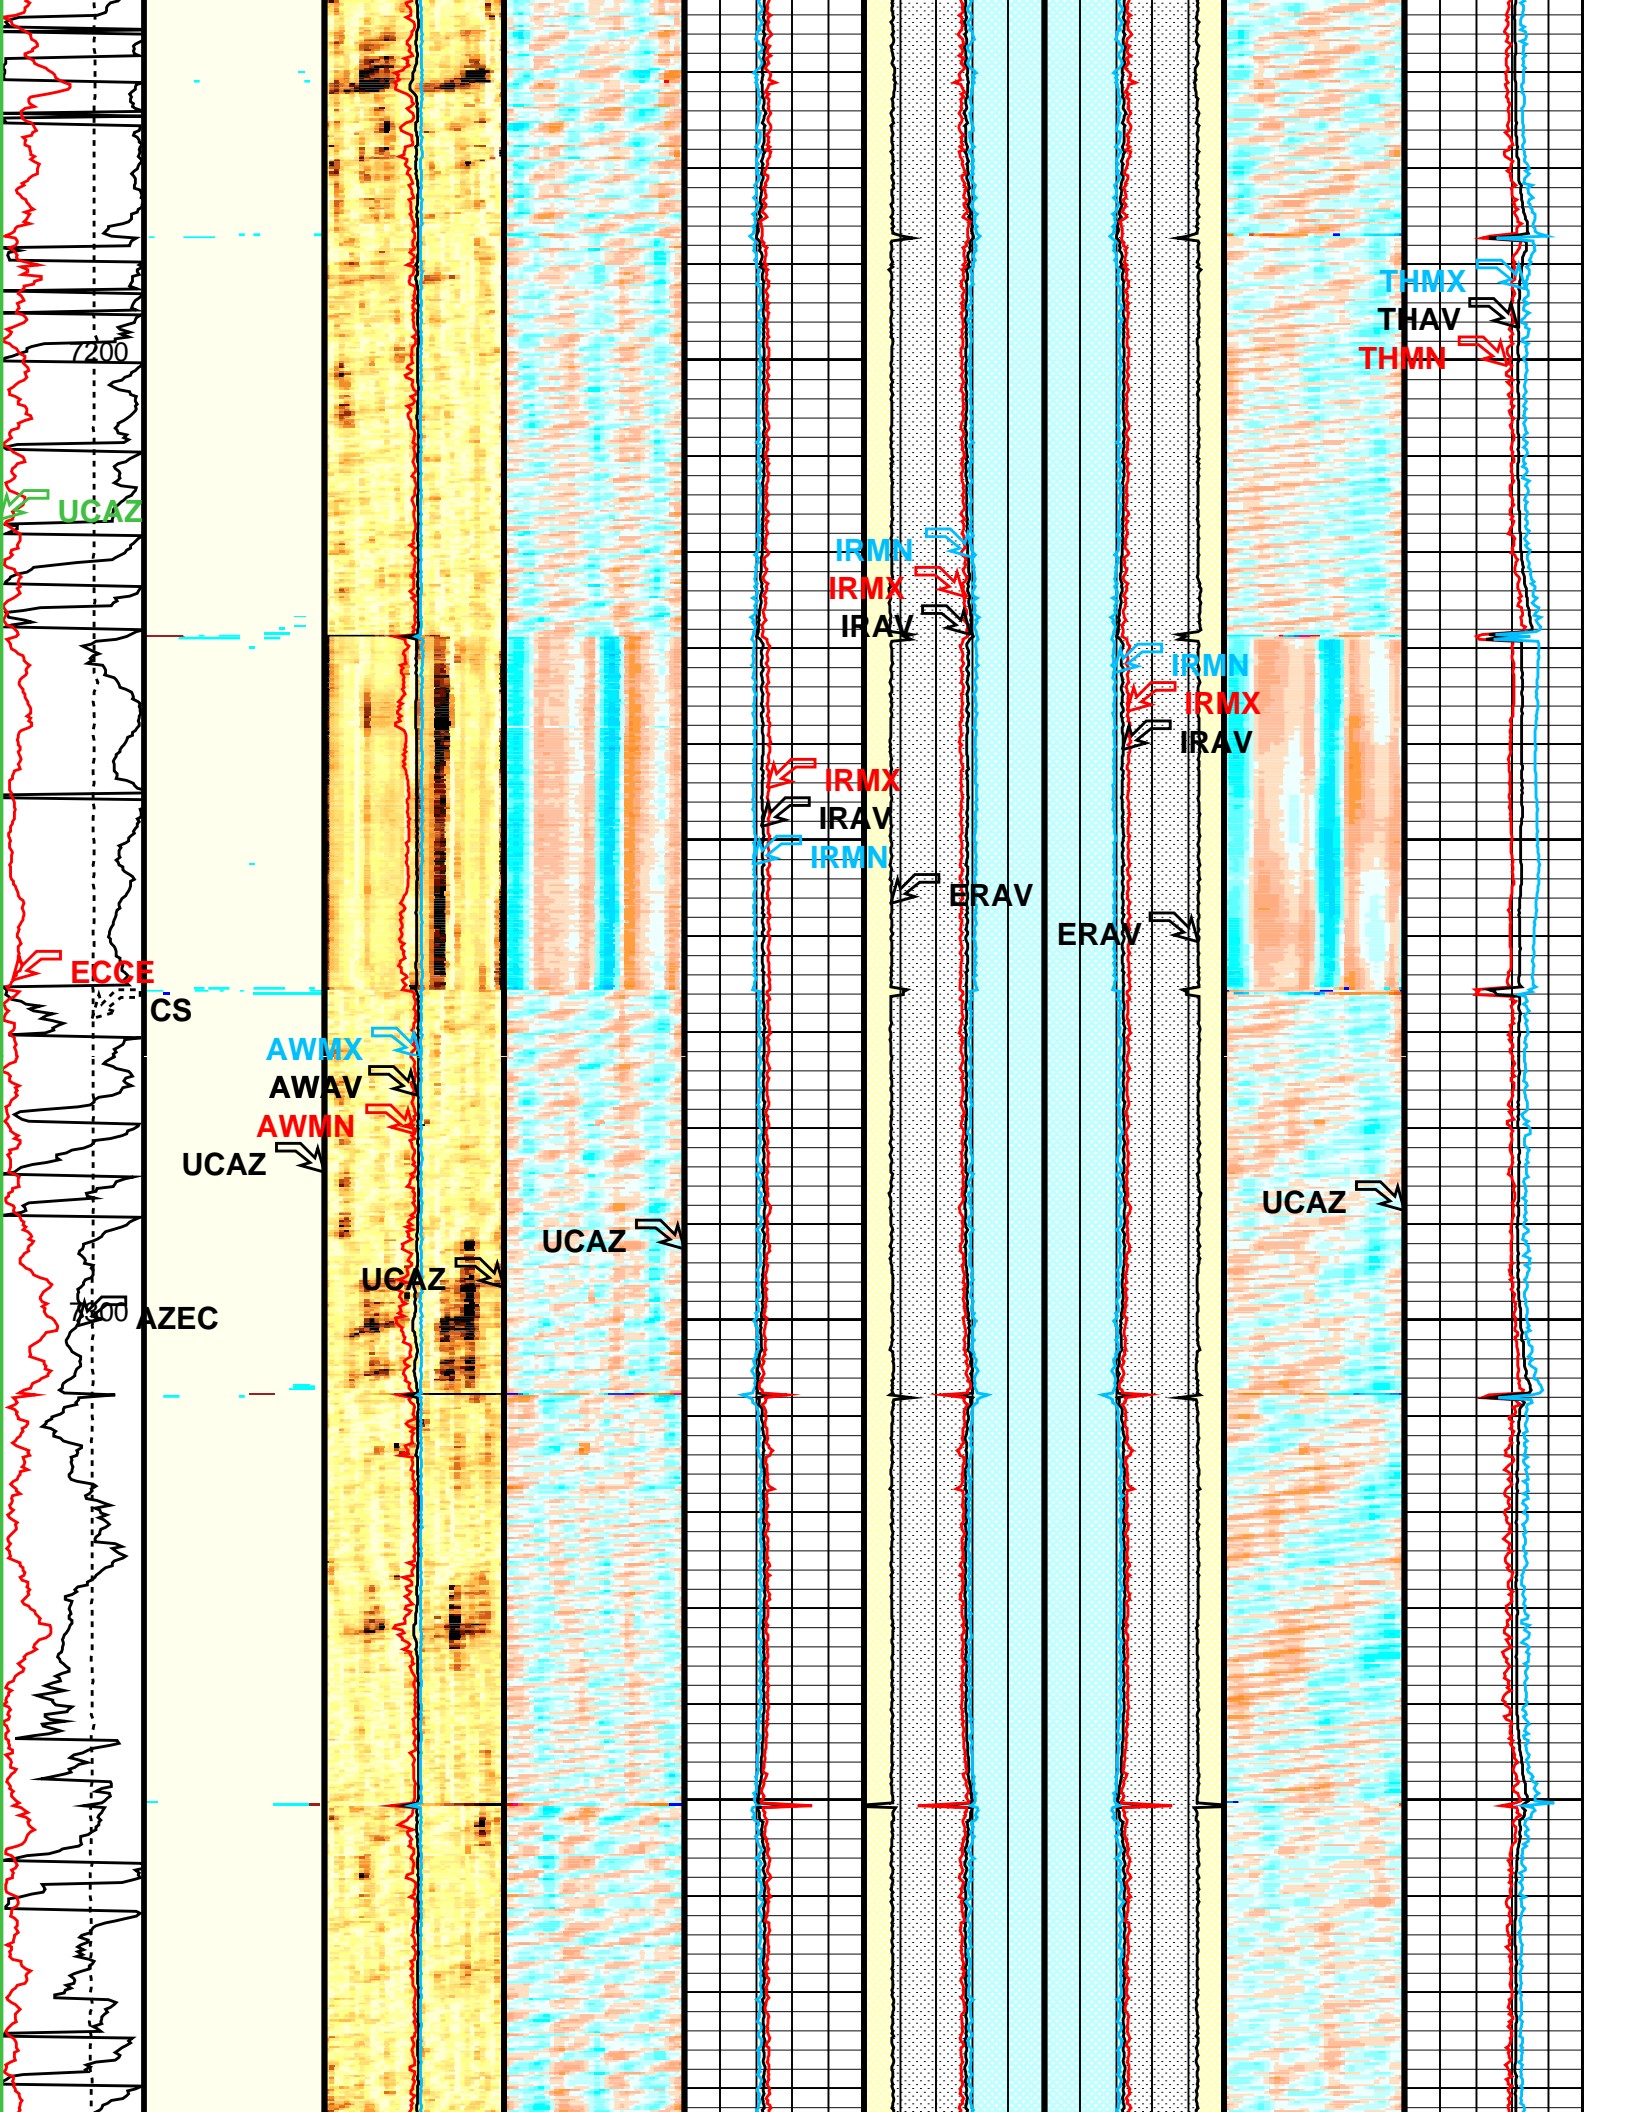 THMX
THAV
THMN
7200
UCAZ
IRMN
IRMX
IRAV
IRMN
IRMX
IRAV
IRMX
IRAV
IRMN
ERAV
ERAV
ECCE
CS
AWMX
AWAV
AWMN
UCAZ
UCAZ
UCAZ
UCAZ
7300
AZEC